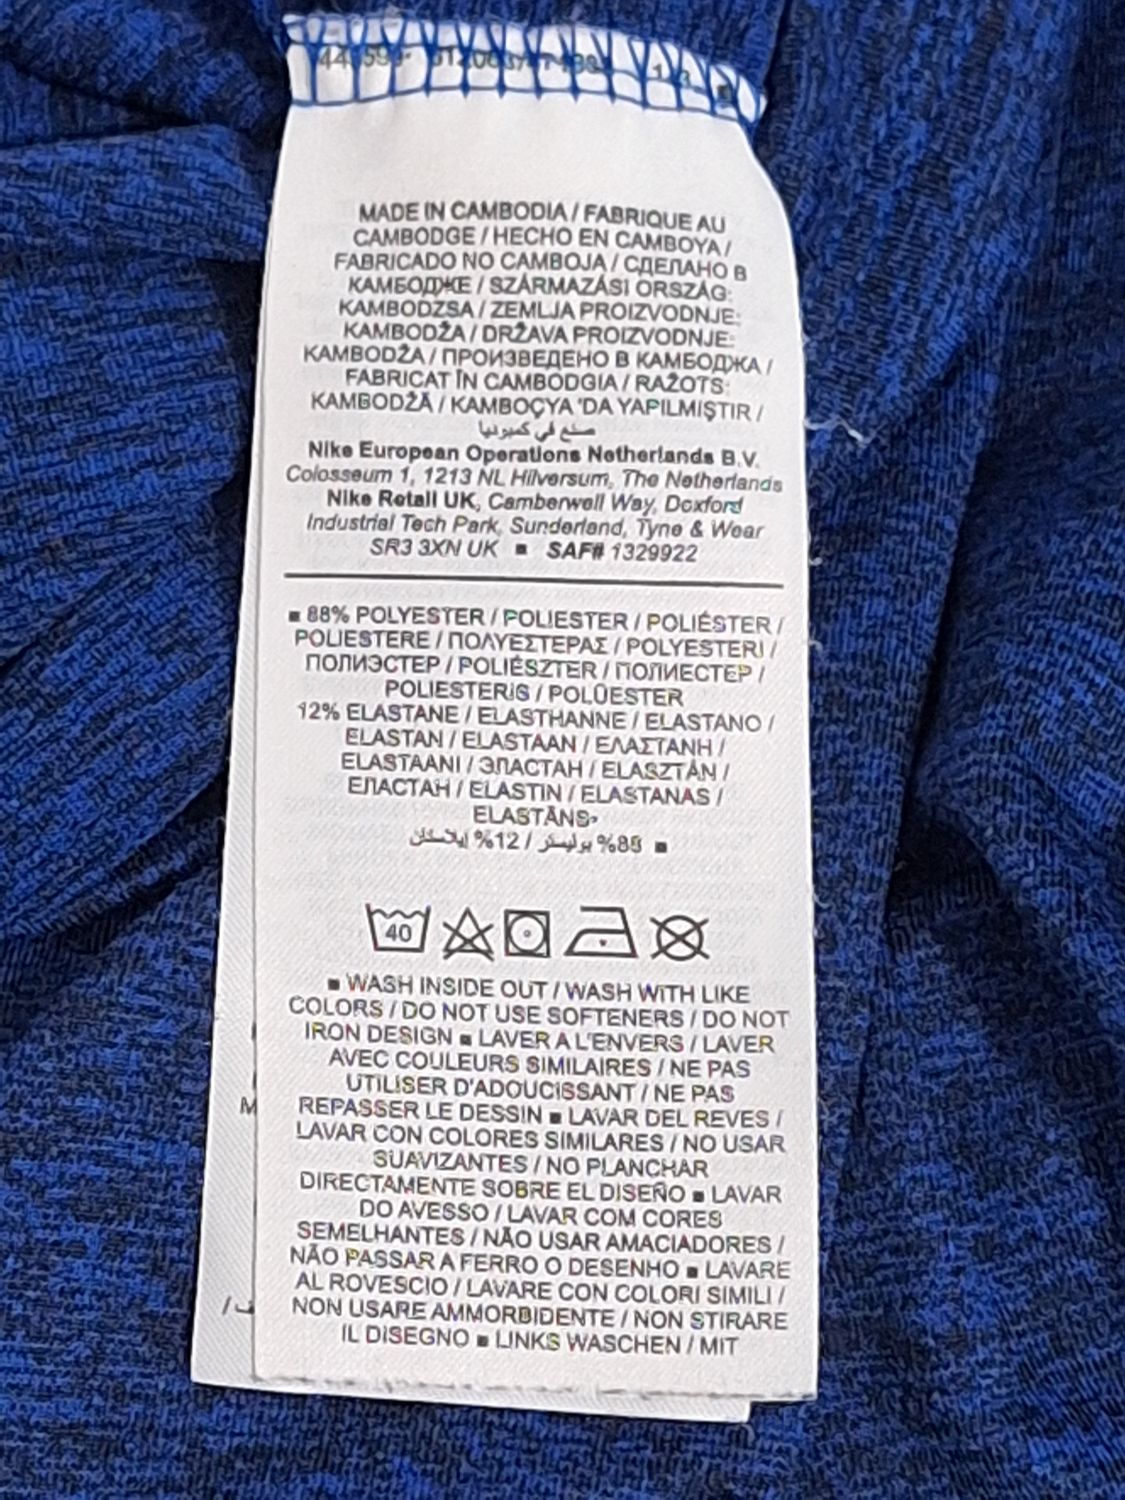 MADE IN CAMBODIA / FABRIQUE AU
CAMBODGE / HECHO EN CAMBOYA /
FABRICADO NO CAMBOJA / СДЕЛАНО В
КАМБОДЖЕ / SZÁRMAZÁSI ORSZÁG:
KAMBODZSA / ZEMLJA PROIZVODNJE:
KAMBODŽA / DRŽAVA PROIZVODNJE:
KAMBODŽA / ПРОИЗВЕДЕНО В КАМБОДЖА /
FABRICAT ÎN CAMBODGIA / RAŽOTS:
KAMBODŽĀ / KAMBOÇYA 'DA YAPILMIŞTIR /
صنع في كمبوديا
Nike European Operations Netherlands B.V.
Colosseum 1, 1213 NL Hilversum, The Netherlands
Nike Retail UK, Camberwell Way, Doxford
Industrial Tech Park, Sunderland, Tyne & Wear
SR3 3XN UK ■ SAF# 1329922
■ 88% POLYESTER / POLIESTER / POLIÉSTER /
POLIESTERE / ΠΟΛΥΕΣΤΕΡΑΣ / POLYESTERI /
ПОЛИЭСТЕР / POLIÉSZTER / ПОЛИЕСТЕР /
POLIESTERIS / POLÜESTER
12% ELASTANE / ELASTHANNE / ELASTANO /
ELASTAN / ELASTAAN / ΕΛΑΣΤΑΝΗ /
ELASTAANI / ЭЛАСТАН / ELASZTÁN /
ЕЛАСТАН / ELASTIN / ELASTANAS /
ELASTĀNS
■ 88% بوليستر / 12% إيلاستان
40
■ WASH INSIDE OUT / WASH WITH LIKE
COLORS / DO NOT USE SOFTENERS / DO NOT
IRON DESIGN ■ LAVER A L'ENVERS / LAVER
AVEC COULEURS SIMILAIRES / NE PAS
UTILISER D'ADOUCISSANT / NE PAS
REPASSER LE DESSIN ■ LAVAR DEL REVES /
LAVAR CON COLORES SIMILARES / NO USAR
SUAVIZANTES / NO PLANCHAR
DIRECTAMENTE SOBRE EL DISEÑO ■ LAVAR
DO AVESSO / LAVAR COM CORES
SEMELHANTES / NÃO USAR AMACIADORES /
NÃO PASSAR A FERRO O DESENHO ■ LAVARE
AL ROVESCIO / LAVARE CON COLORI SIMILI /
NON USARE AMMORBIDENTE / NON STIRARE
IL DISEGNO ■ LINKS WASCHEN / MIT